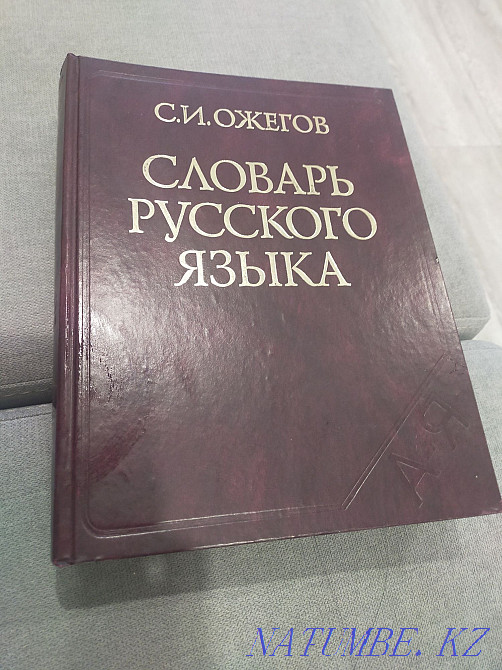 С.И.ОЖЕГОВ
СЛОВАРЬ
РУССКОГО
ЯЗЫКА
А-Я
NATUMBE.KZ